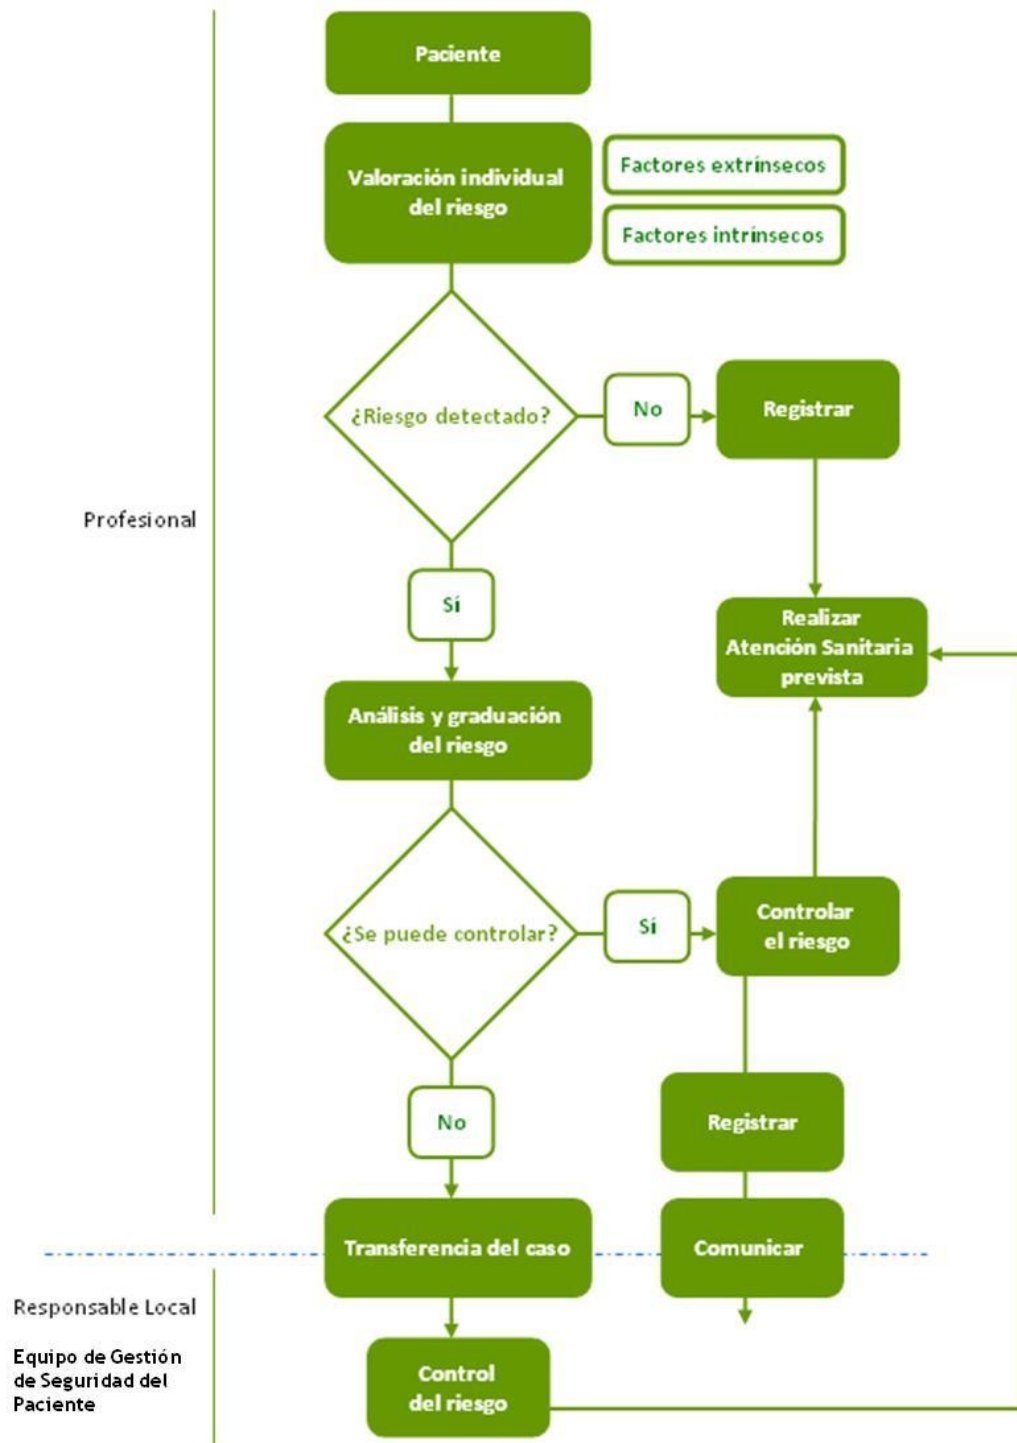 Paciente
Valoración individual
del riesgo
Factores extrínsecos
Factores intrínsecos
¿Riesgo detectado?
No
Registrar
Profesional
Sí
Realizar
Atención Sanitaria
prevista
Análisis y graduación
del riesgo
¿Se puede controlar?
Sí
Controlar
el riesgo
No
Registrar
Transferencia del caso
Comunicar
Responsable Local
Equipo de Gestión
de Seguridad del
Paciente
Control
del riesgo